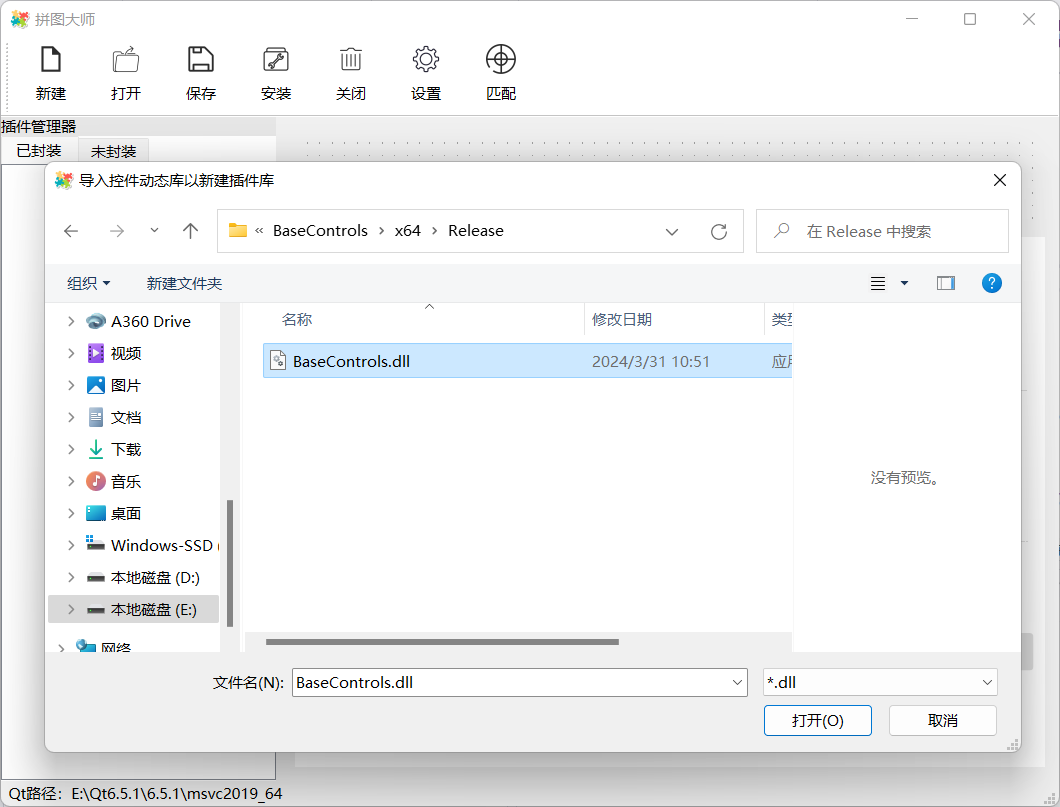 拼图大师
新建 打开 保存 安装 关闭 设置 匹配
插件管理器
已封装 未封装
导入控件动态库以新建插件库
« BaseControls › x64 › Release
在 Release 中搜索
组织 新建文件夹
名称 修改日期 类型
BaseControls.dll 2024/3/31 10:51 应用
A360 Drive
视频
图片
文档
下载
音乐
桌面
Windows-SSD (
本地磁盘 (D:)
本地磁盘 (E:)
网络
没有预览。
文件名(N): BaseControls.dll *.dll
打开(O) 取消
Qt路径: E:\Qt6.5.1\6.5.1\msvc2019_64